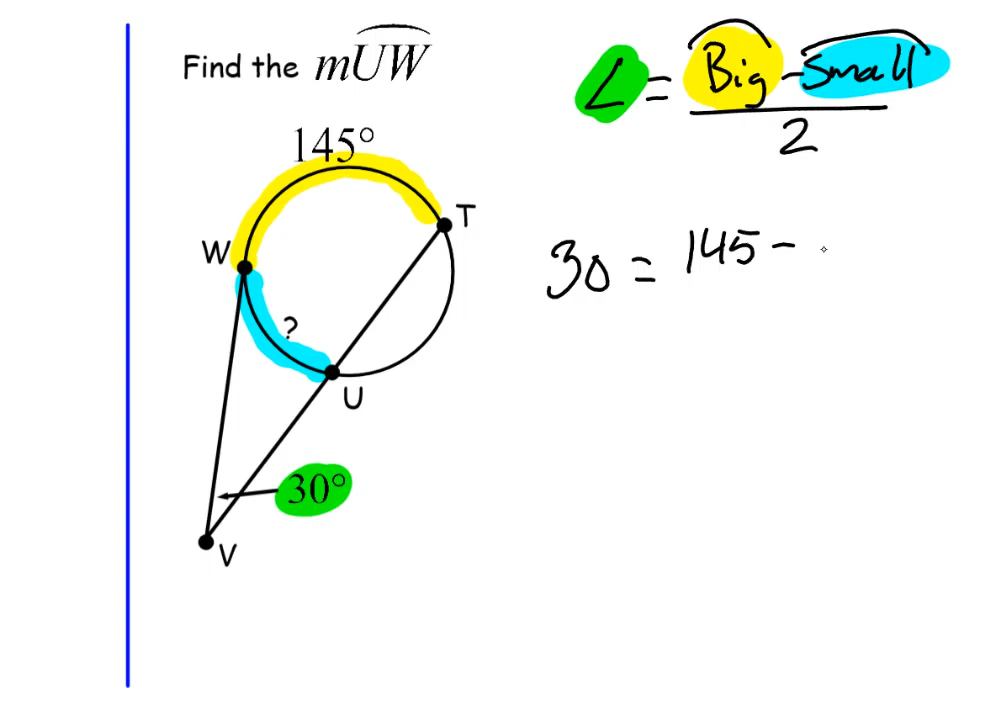 Find the mUW
∠ = Big - Small
2
145°
T
W
30 = 145 -
?
U
30°
V